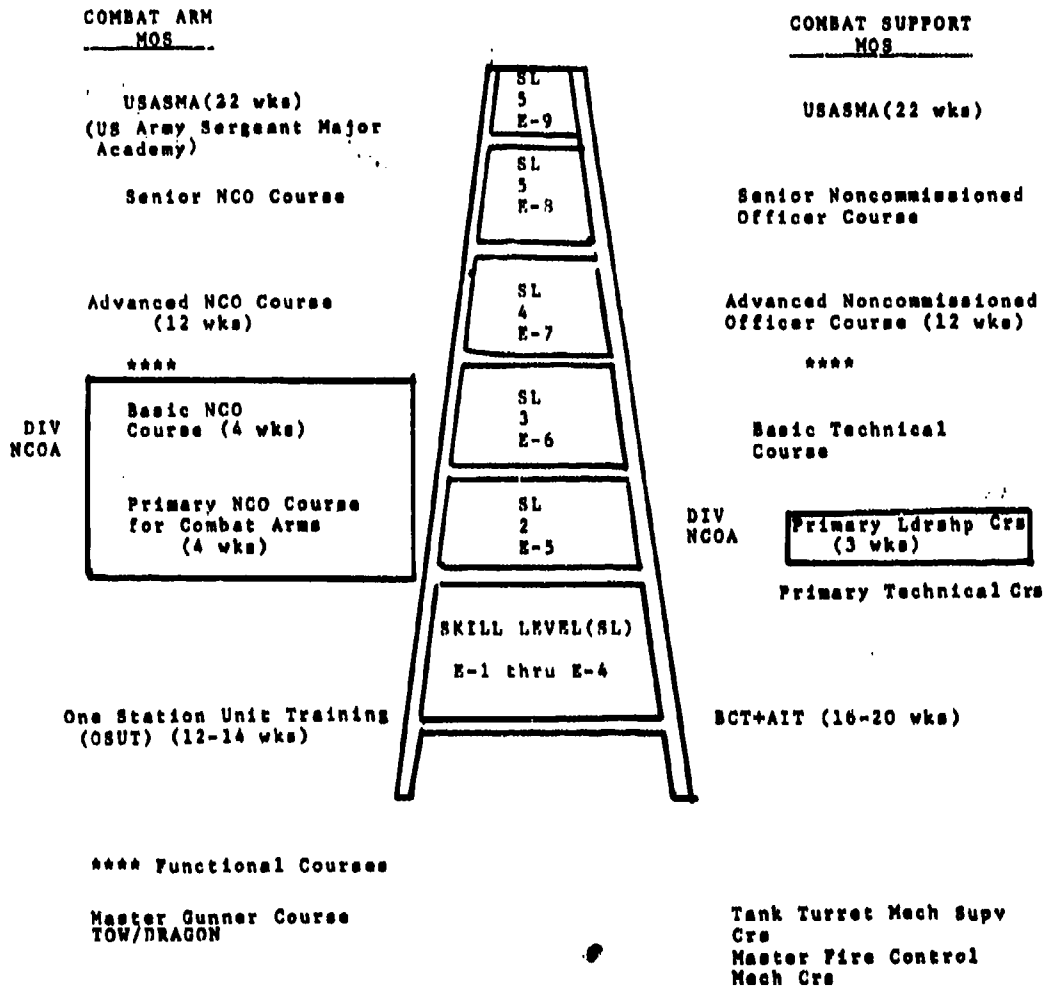 COMBAT ARM
MOS
USASMA(22 wks)
(US Army Sergeant Major
Academy)
Senior NCO Course
Advanced NCO Course
(12 wks)
****
DIV
NCOA
Basic NCO
Course (4 wks)
Primary NCO Course
for Combat Arms
(4 wks)
One Station Unit Training
(OSUT) (12-14 wks)
SL
5
E-9
SL
5
E-8
SL
4
E-7
SL
3
E-6
SL
2
E-5
SKILL LEVEL(SL)
E-1 thru E-4
COMBAT SUPPORT
MOS
USASMA(22 wks)
Senior Noncommissioned
Officer Course
Advanced Noncommissioned
Officer Course (12 wks)
****
Basic Technical
Course
DIV
NCOA
Primary Ldrshp Crs
(3 wks)
Primary Technical Crs
BCT+AIT (16-20 wks)
**** Functional Courses
Master Gunner Course
TOW/DRAGON
Tank Turret Mech Supv
Crs
Master Fire Control
Mech Crs